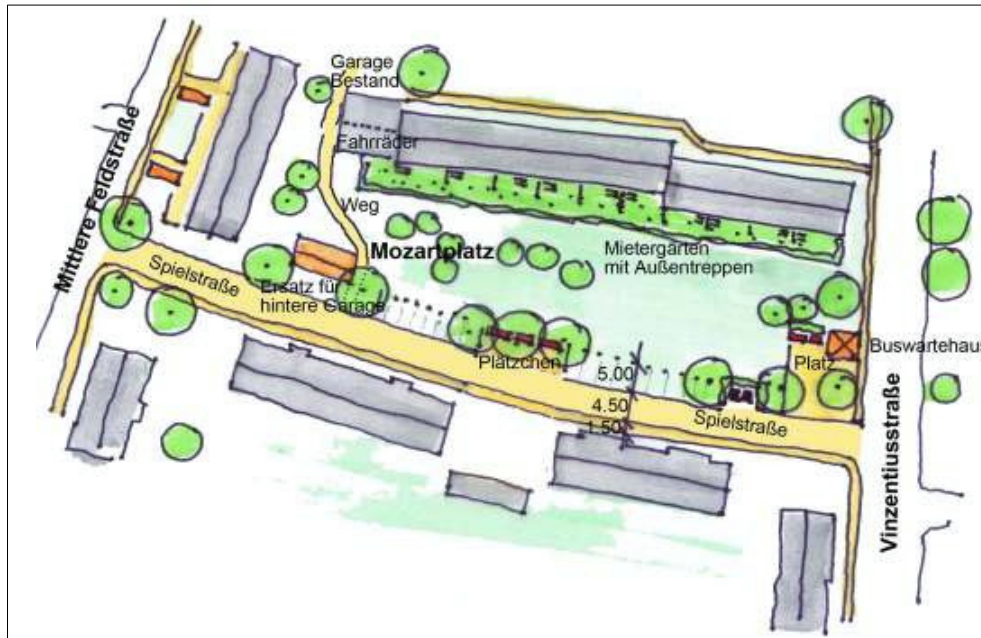 Garage
Bestand
Fahrräder
Mittlere Feldstraße
Weg
Mozartplatz
Mietergärten
mit Außentreppen
Spielstraße
Ersatz für
hintere Garage
Plätzchen
5.00
4.50
1.50
Platz
Buswartehaus
Spielstraße
Vinzentiusstraße